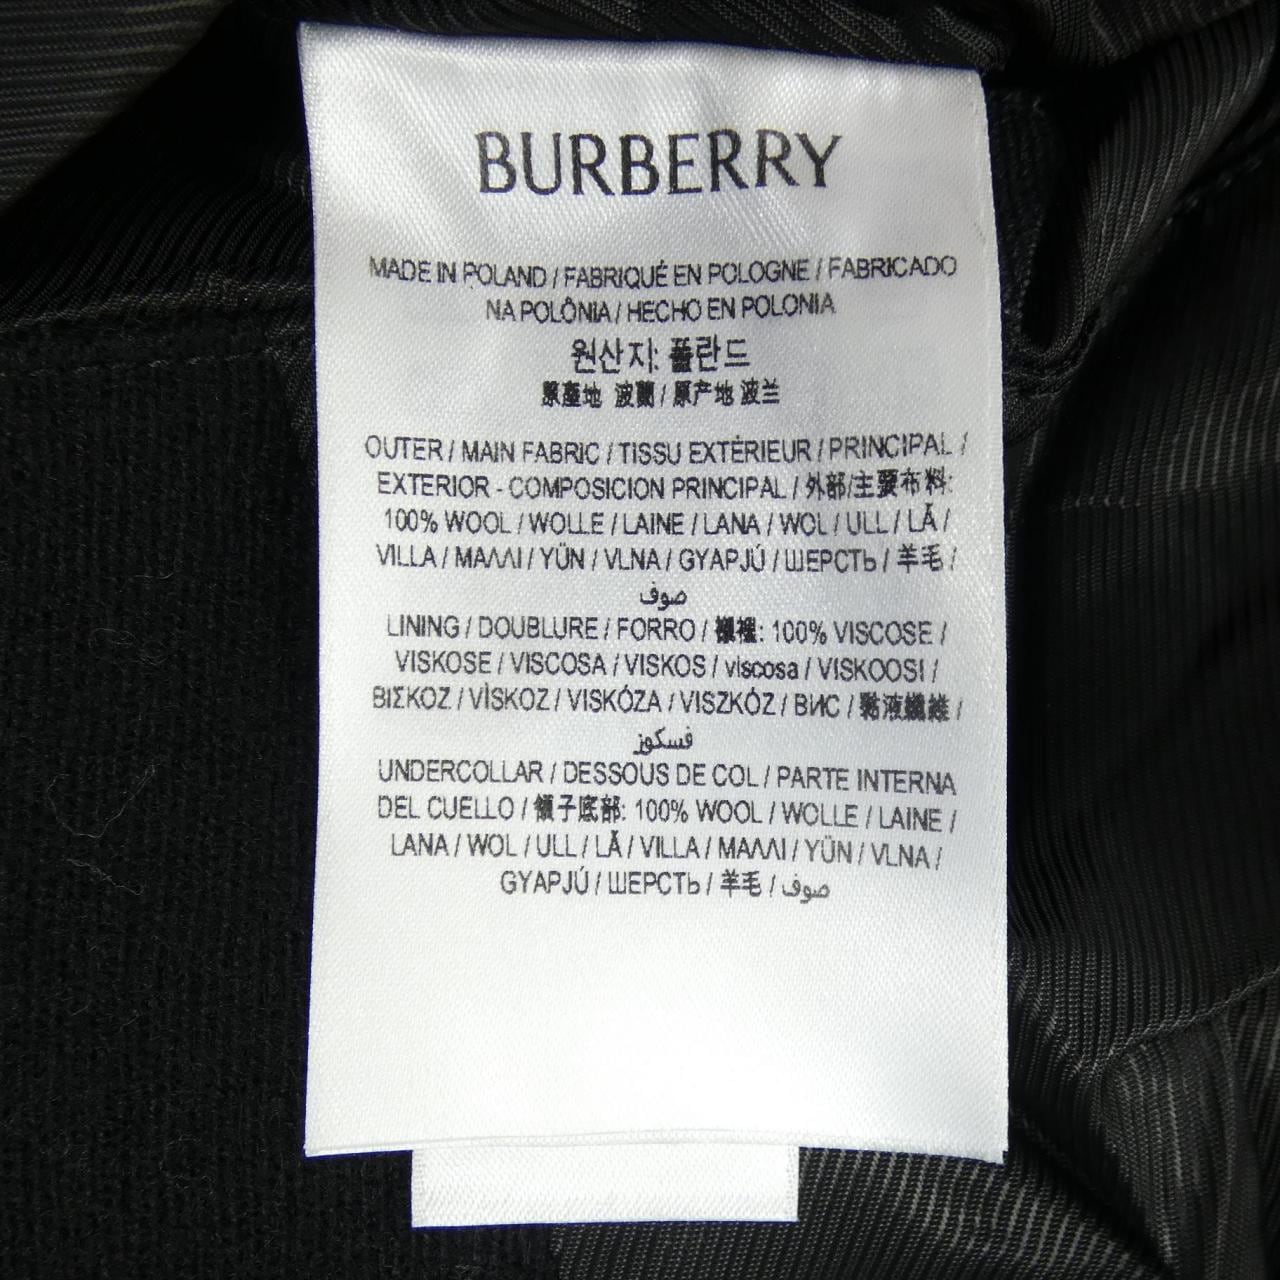 BURBERRY
MADE IN POLAND / FABRIQUÉ EN POLOGNE / FABRICADO
NA POLÔNIA / HECHO EN POLONIA
원산지: 폴란드
原產地 波蘭 / 原产地 波兰
OUTER / MAIN FABRIC / TISSU EXTÉRIEUR / PRINCIPAL /
EXTERIOR - COMPOSICION PRINCIPAL / 外部/主要布料:
100% WOOL / WOLLE / LAINE / LANA / WOL / ULL / LÃ /
VILLA / ΜΑΛΛΙ / YÜN / VLNA / GYAPJÚ / ШЕРСТЬ / 羊毛 /
صوف
LINING / DOUBLURE / FORRO / 襯裡: 100% VISCOSE /
VISKOSE / VISCOSA / VISKOS / viscosa / VISKOOSI /
ΒΙΣΚΟΖ / VİSKOZ / VISKÓZA / VISZKÓZ / ВИС / 黏液纖維 /
فسكوز
UNDERCOLLAR / DESSOUS DE COL / PARTE INTERNA
DEL CUELLO / 領子底部: 100% WOOL / WOLLE / LAINE /
LANA / WOL / ULL / LÃ / VILLA / ΜΑΛΛΙ / YÜN / VLNA /
GYAPJÚ / ШЕРСТЬ / 羊毛 / صوف